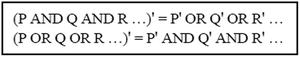 (P AND Q AND R ...)' = P' OR Q' OR R' ...
(P OR Q OR R ...)' = P' AND Q' AND R' ...